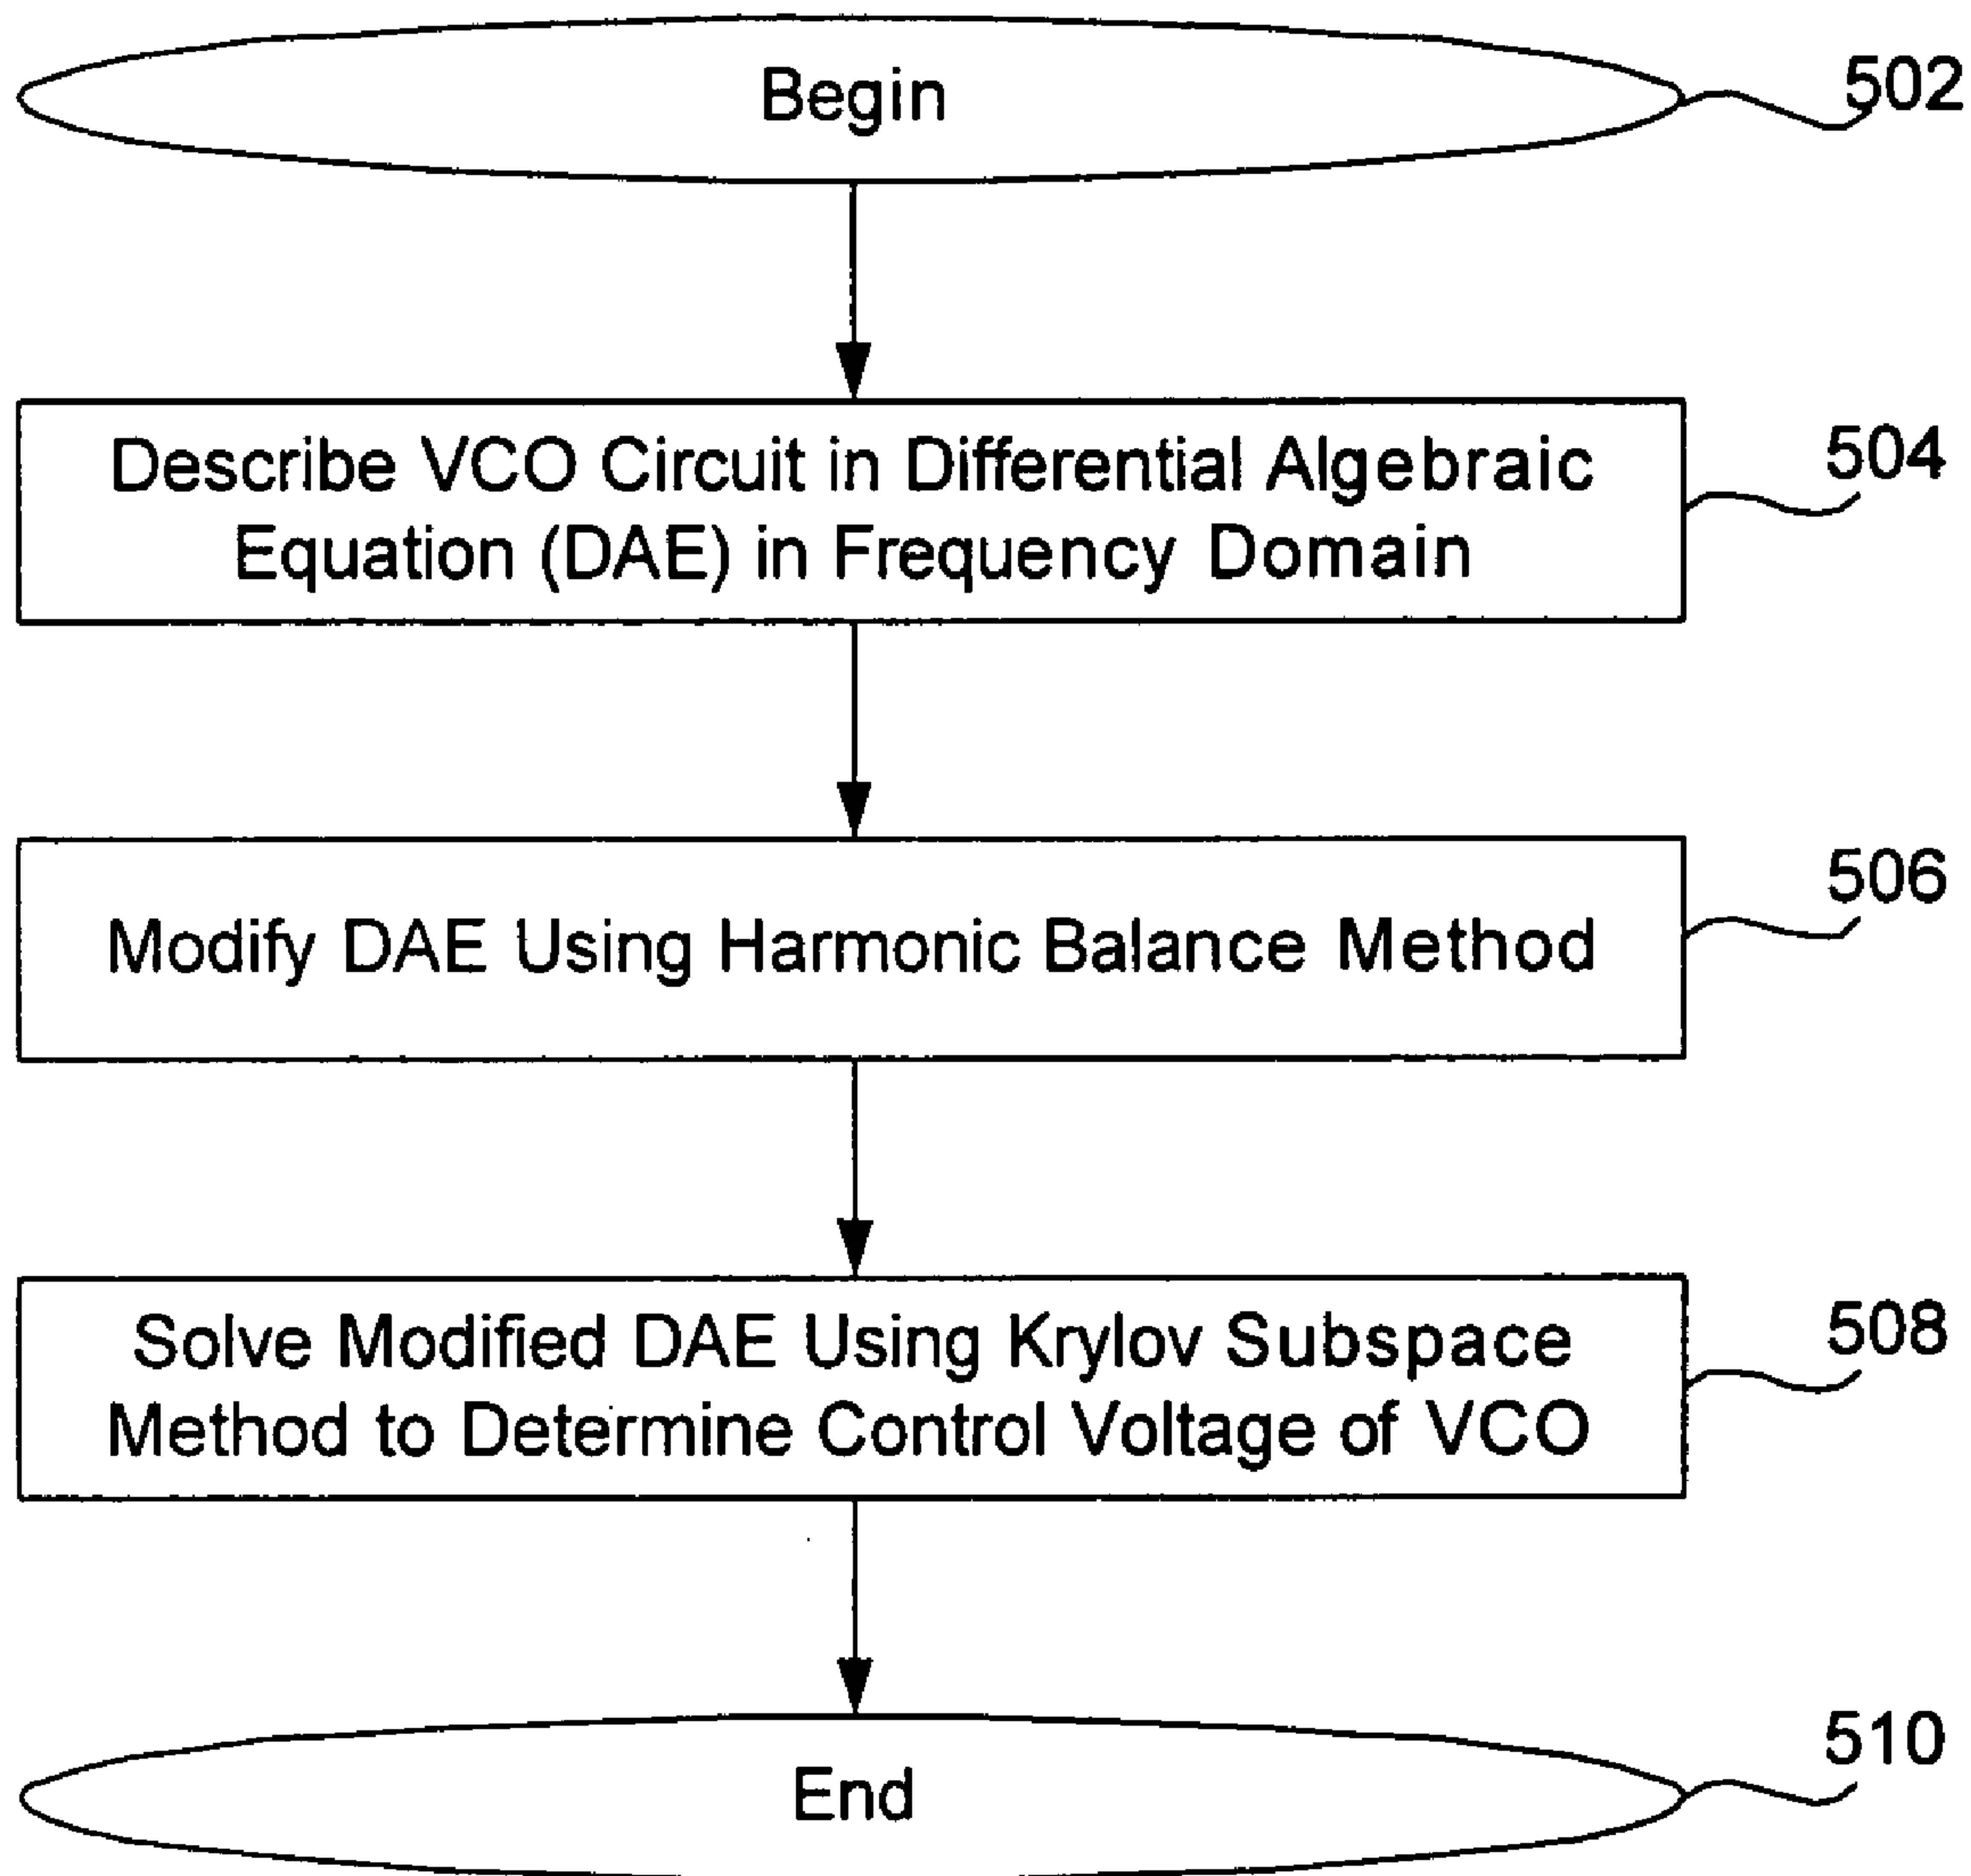 Begin
502
Describe VCO Circuit in Differential Algebraic
Equation (DAE) in Frequency Domain
504
Modify DAE Using Harmonic Balance Method
506
Solve Modified DAE Using Krylov Subspace
Method to Determine Control Voltage of VCO
508
End
510